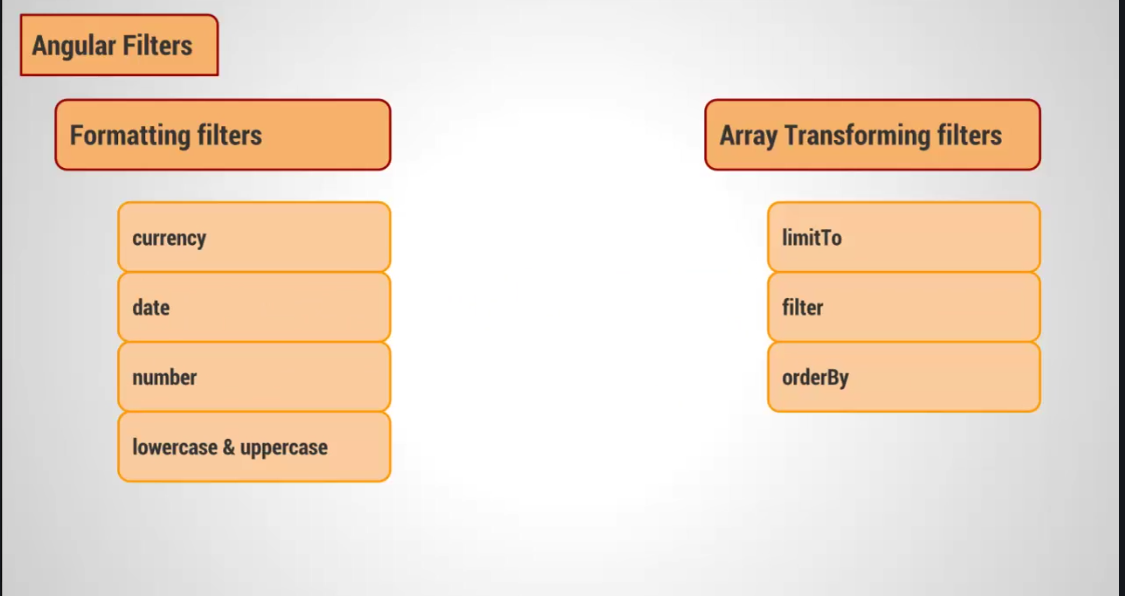 Angular Filters
Formatting filters
currency
date
number
lowercase & uppercase
Array Transforming filters
limitTo
filter
orderBy